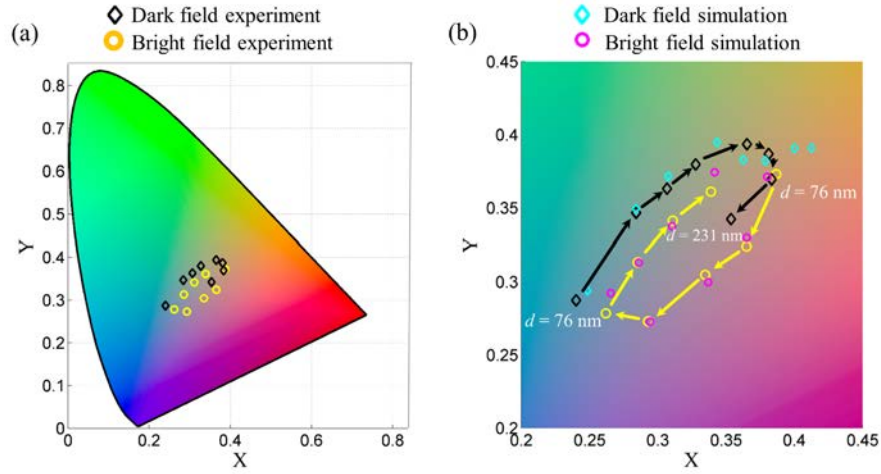 (a)
Dark field experiment
Bright field experiment
Y
0.8
0.7
0.6
0.5
0.4
0.3
0.2
0.1
0
0
0.2
0.4
0.6
0.8
X
(b)
Dark field simulation
Bright field simulation
Y
0.45
0.4
0.35
0.3
0.25
0.2
d = 76 nm
d = 231 nm
d = 76 nm
0.2
0.25
0.3
0.35
0.4
0.45
X